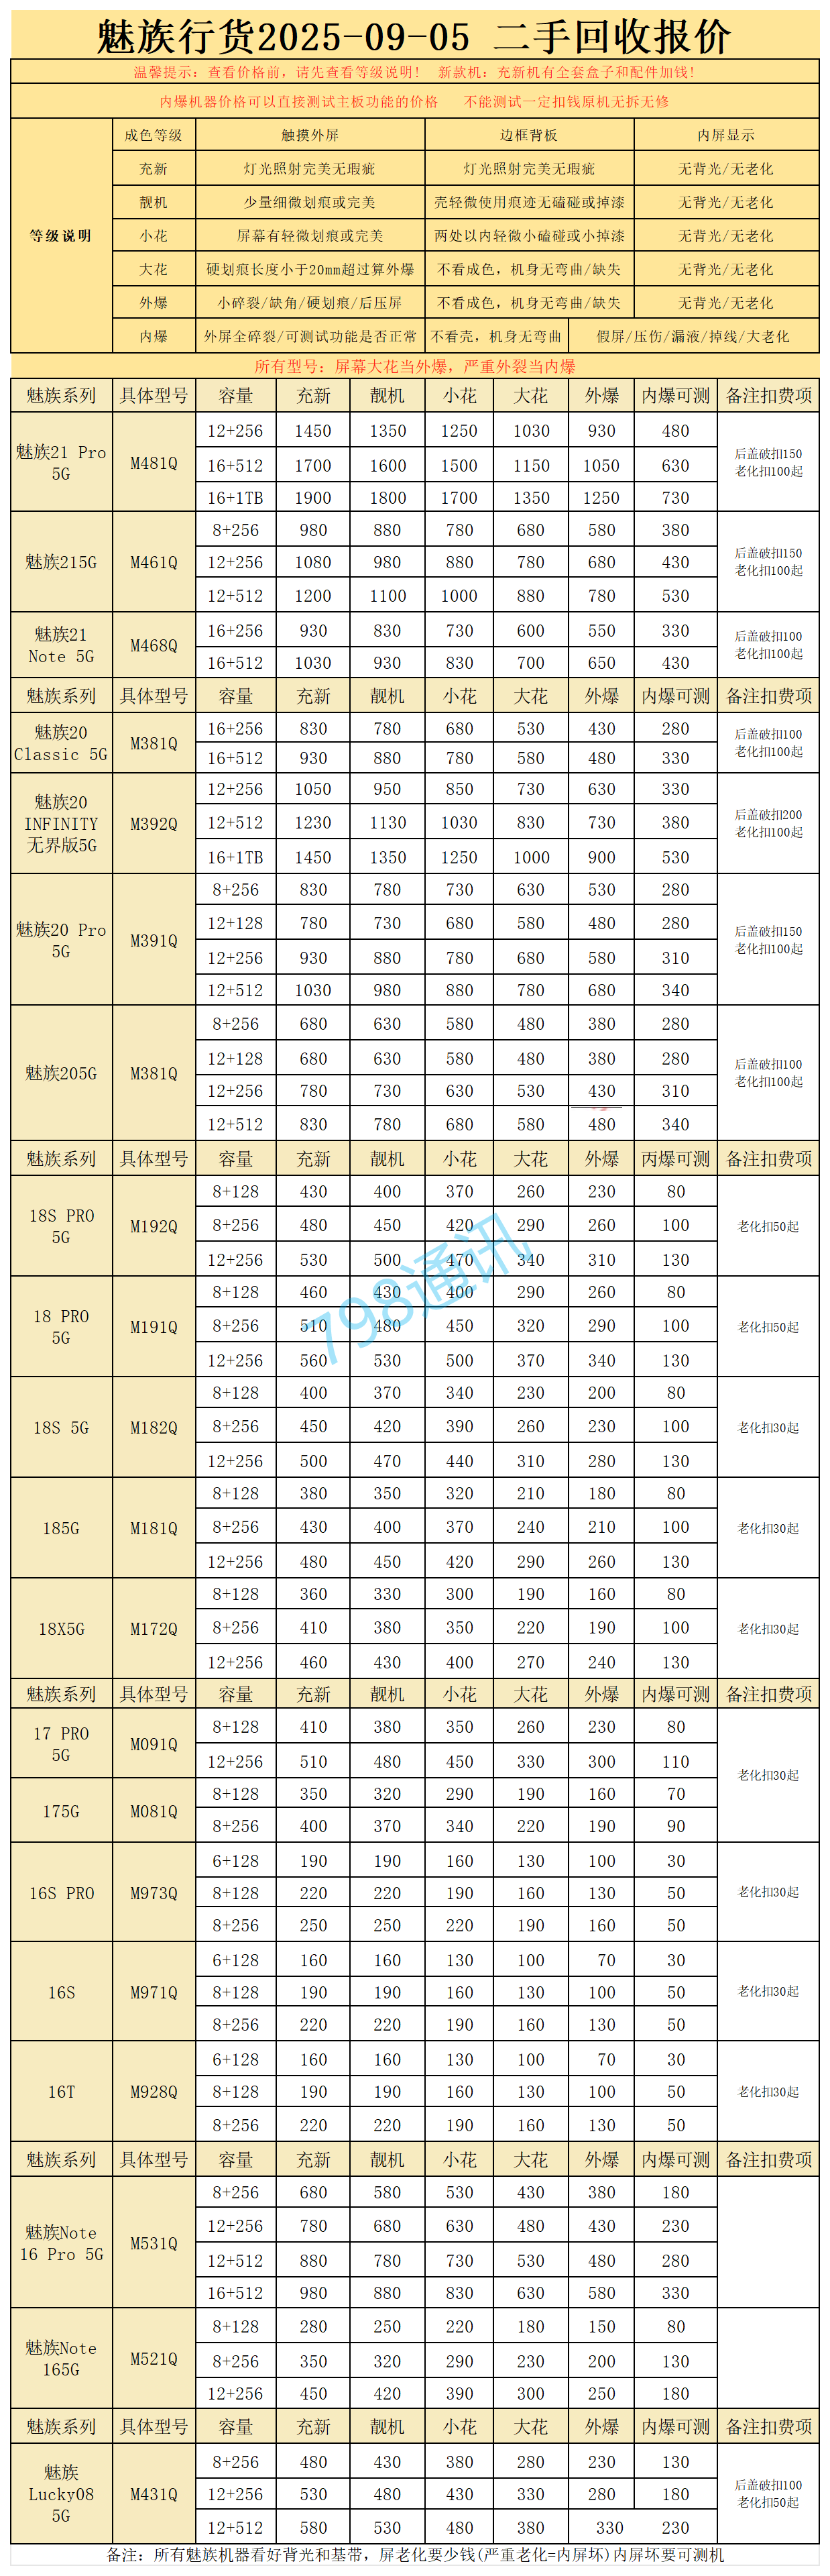 魅族行货2025-09-05 二手回收报价
温馨提示：查看价格前，请先查看等级说明! 新款机：充新机有全套盒子和配件加钱!
内爆机器价格可以直接测试主板功能的价格 不能测试一定扣钱原机无拆无修
等级说明
成色等级 触摸外屏 边框背板 内屏显示
充新 灯光照射完美无瑕疵 灯光照射完美无瑕疵 无背光/无老化
靓机 少量细微划痕或完美 壳轻微使用痕迹无磕碰或掉漆 无背光/无老化
小花 屏幕有轻微划痕或完美 两处以内轻微小磕碰或小掉漆 无背光/无老化
大花 硬划痕长度小于20mm超过算外爆 不看成色，机身无弯曲/缺失 无背光/无老化
外爆 小碎裂/缺角/硬划痕/后压屏 不看成色，机身无弯曲/缺失 无背光/无老化
内爆 外屏全碎裂/可测试功能是否正常 不看壳，机身无弯曲 假屏/压伤/漏液/掉线/大老化
所有型号：屏幕大花当外爆，严重外裂当内爆
魅族系列 具体型号 容量 充新 靓机 小花 大花 外爆 内爆可测 备注扣费项
魅族21 Pro
5G
M481Q
12+256 1450 1350 1250 1030 930 480
16+512 1700 1600 1500 1150 1050 630
16+1TB 1900 1800 1700 1350 1250 730
后盖破扣150
老化扣100起
魅族215G
M461Q
8+256 980 880 780 680 580 380
12+256 1080 980 880 780 680 430
12+512 1200 1100 1000 880 780 530
后盖破扣150
老化扣100起
魅族21
Note 5G
M468Q
16+256 930 830 730 600 550 330
16+512 1030 930 830 700 650 430
后盖破扣100
老化扣100起
魅族系列 具体型号 容量 充新 靓机 小花 大花 外爆 内爆可测 备注扣费项
魅族20
Classic 5G
M381Q
16+256 830 780 680 530 430 280
16+512 930 880 780 580 480 330
后盖破扣100
老化扣100起
魅族20
INFINITY
无界版5G
M392Q
12+256 1050 950 850 730 630 330
12+512 1230 1130 1030 830 730 380
16+1TB 1450 1350 1250 1000 900 530
后盖破扣200
老化扣100起
魅族20 Pro
5G
M391Q
8+256 830 780 730 630 530 280
12+128 780 730 680 580 480 280
12+256 930 880 780 680 580 310
12+512 1030 980 880 780 680 340
后盖破扣150
老化扣100起
魅族205G
M381Q
8+256 680 630 580 480 380 280
12+128 680 630 580 480 380 280
12+256 780 730 630 530 430 310
12+512 830 780 680 580 480 340
后盖破扣100
老化扣100起
魅族系列 具体型号 容量 充新 靓机 小花 大花 外爆 丙爆可测 备注扣费项
18S PRO
5G
M192Q
8+128 430 400 370 260 230 80
8+256 480 450 420 290 260 100
12+256 530 500 470 340 310 130
老化扣50起
18 PRO
5G
M191Q
8+128 460 430 400 290 260 80
8+256 510 480 450 320 290 100
12+256 560 530 500 370 340 130
老化扣50起
798通讯
18S 5G
M182Q
8+128 400 370 340 230 200 80
8+256 450 420 390 260 230 100
12+256 500 470 440 310 280 130
老化扣30起
185G
M181Q
8+128 380 350 320 210 180 80
8+256 430 400 370 240 210 100
12+256 480 450 420 290 260 130
老化扣30起
18X5G
M172Q
8+128 360 330 300 190 160 80
8+256 410 380 350 220 190 100
12+256 460 430 400 270 240 130
老化扣30起
魅族系列 具体型号 容量 充新 靓机 小花 大花 外爆 内爆可测 备注扣费项
17 PRO
5G
M091Q
8+128 410 380 350 260 230 80
12+256 510 480 450 330 300 110
老化扣30起
175G
M081Q
8+128 350 320 290 190 160 70
8+256 400 370 340 220 190 90
16S PRO
M973Q
6+128 190 190 160 130 100 30
8+128 220 220 190 160 130 50
8+256 250 250 220 190 160 50
老化扣30起
16S
M971Q
6+128 160 160 130 100 70 30
8+128 190 190 160 130 100 50
8+256 220 220 190 160 130 50
老化扣30起
16T
M928Q
6+128 160 160 130 100 70 30
8+128 190 190 160 130 100 50
8+256 220 220 190 160 130 50
老化扣30起
魅族系列 具体型号 容量 充新 靓机 小花 大花 外爆 内爆可测 备注扣费项
魅族Note
16 Pro 5G
M531Q
8+256 680 580 530 430 380 180
12+256 780 680 630 480 430 230
12+512 880 780 730 530 480 280
16+512 980 880 830 630 580 330
魅族Note
165G
M521Q
8+128 280 250 220 180 150 80
8+256 350 320 290 230 200 130
12+256 450 420 390 300 250 180
魅族系列 具体型号 容量 充新 靓机 小花 大花 外爆 内爆可测 备注扣费项
魅族
Lucky08
5G
M431Q
8+256 480 430 380 280 230 130
12+256 530 480 430 330 280 180
12+512 580 530 480 380 330 230
后盖破扣100
老化扣50起
备注：所有魅族机器看好背光和基带，屏老化要少钱(严重老化=内屏坏)内屏坏要可测机